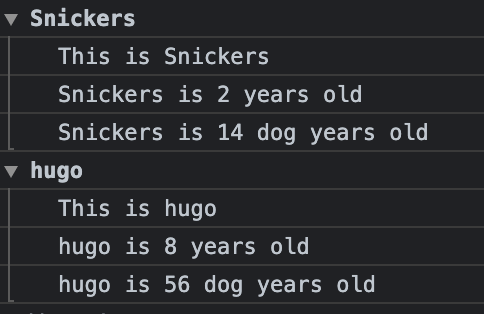 Snickers
This is Snickers
Snickers is 2 years old
Snickers is 14 dog years old
hugo
This is hugo
hugo is 8 years old
hugo is 56 dog years old